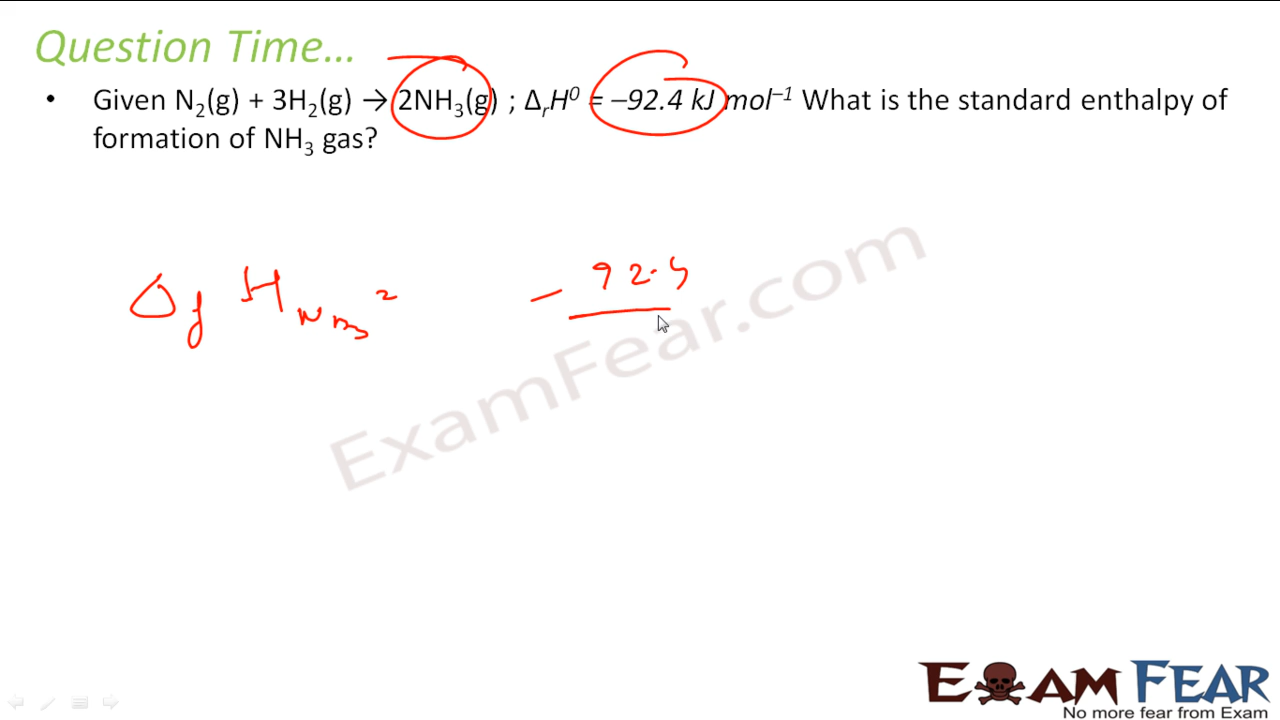 Question Time...
• Given N₂(g) + 3H₂(g) → 2NH₃(g) ; ΔᵣH⁰ = –92.4 kJ mol⁻¹ What is the standard enthalpy of
formation of NH₃ gas?
Δf H NH₃ =
– 92.4
ExamFear.com
EXAM FEAR
No more fear from Exam